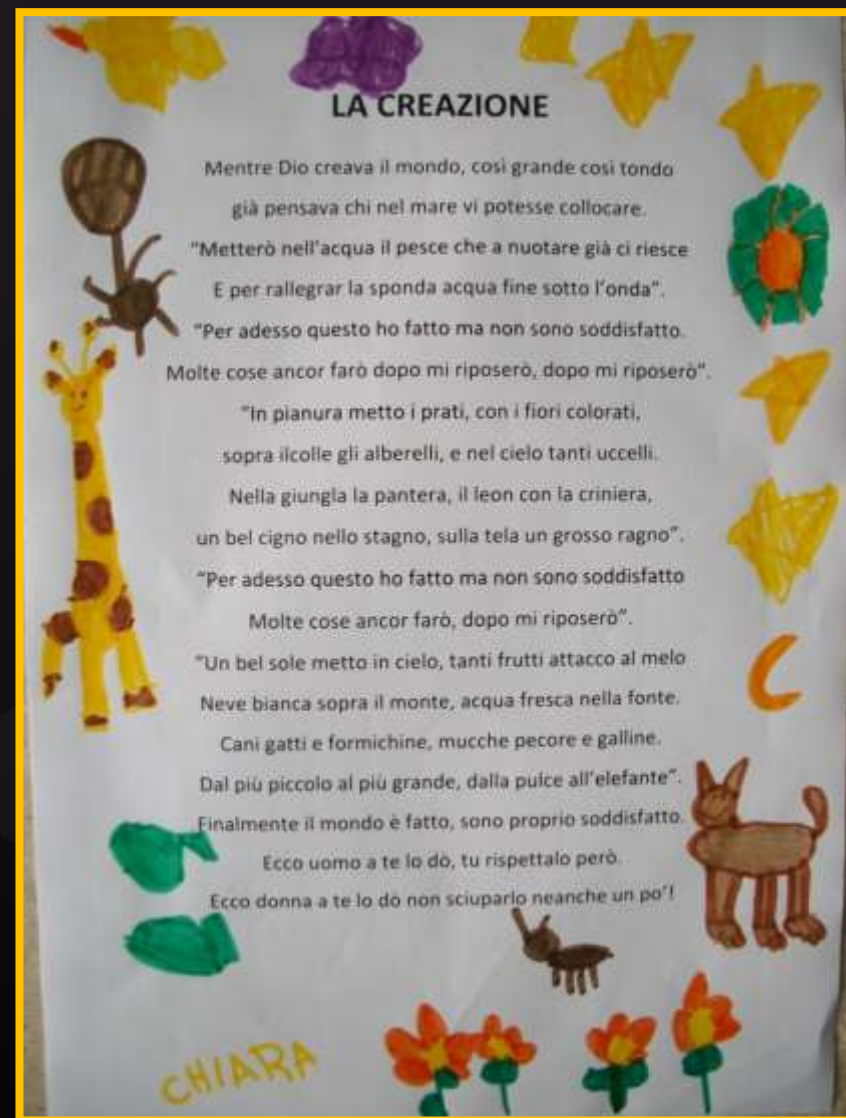 LA CREAZIONE
Mentre Dio creava il mondo, così grande così tondo
già pensava chi nel mare vi potesse collocare.
"Metterò nell'acqua il pesce che a nuotare già ci riesce
E per rallegrar la sponda acqua fine sotto l'onda".
"Per adesso questo ho fatto ma non sono soddisfatto.
Molte cose ancor farò dopo mi riposerò, dopo mi riposerò".
"In pianura metto i prati, con i fiori colorati,
sopra ilcolle gli alberelli, e nel cielo tanti uccelli.
Nella giungla la pantera, il leon con la criniera,
un bel cigno nello stagno, sulla tela un grosso ragno".
"Per adesso questo ho fatto ma non sono soddisfatto
Molte cose ancor farò, dopo mi riposerò".
"Un bel sole metto in cielo, tanti frutti attacco al melo
Neve bianca sopra il monte, acqua fresca nella fonte.
Cani gatti e formichine, mucche pecore e galline.
Dal più piccolo al più grande, dalla pulce all'elefante".
Finalmente il mondo è fatto, sono proprio soddisfatto.
Ecco uomo a te lo dò, tu rispettalo però.
Ecco donna a te lo dò non sciuparlo neanche un po'!
CHIARA